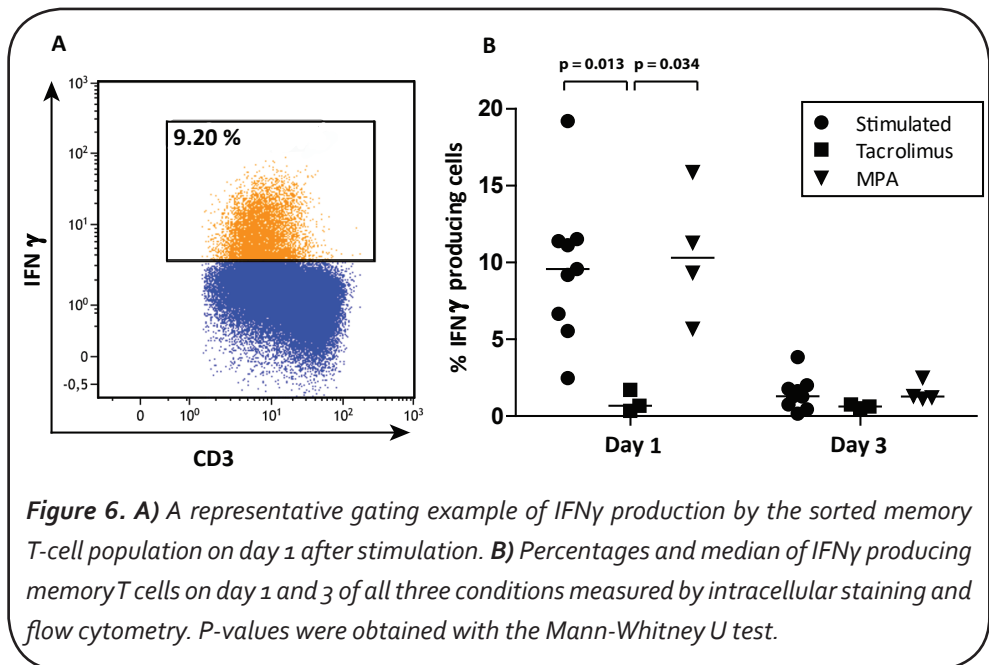 A
10³
10²
10¹
10⁰
0
-0,5
IFN γ
9.20 %
0
10⁰
10¹
10²
10³
CD3
B
p = 0.013
p = 0.034
% IFNγ producing cells
20
15
10
5
0
Day 1
Day 3
Stimulated
Tacrolimus
MPA
Figure 6. A) A representative gating example of IFNγ production by the sorted memory
T-cell population on day 1 after stimulation. B) Percentages and median of IFNγ producing
memory T cells on day 1 and 3 of all three conditions measured by intracellular staining and
flow cytometry. P-values were obtained with the Mann-Whitney U test.